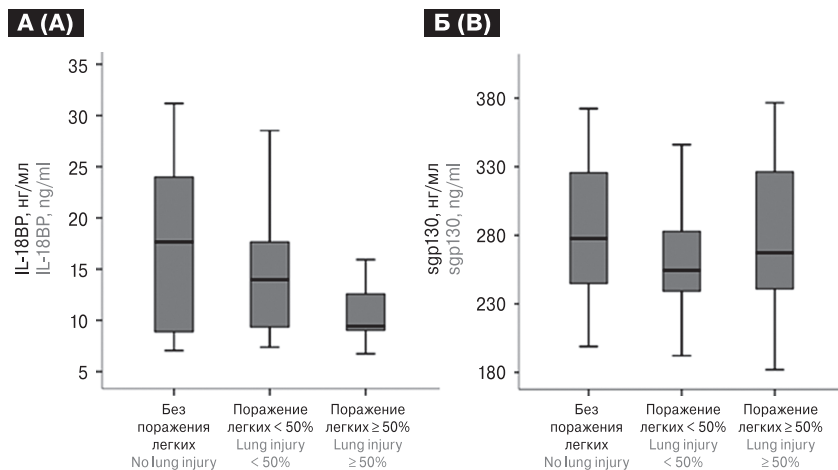 А (A)
IL-18BP, нг/мл
IL-18BP, ng/ml
35
30
25
20
15
10
5
Без
поражения
легких
No lung injury
Поражение
легких < 50%
Lung injury
< 50%
Поражение
легких ≥ 50%
Lung injury
≥ 50%
Б (B)
sgp130, нг/мл
sgp130, ng/ml
380
330
280
230
180
Без
поражения
легких
No lung injury
Поражение
легких < 50%
Lung injury
< 50%
Поражение
легких ≥ 50%
Lung injury
≥ 50%